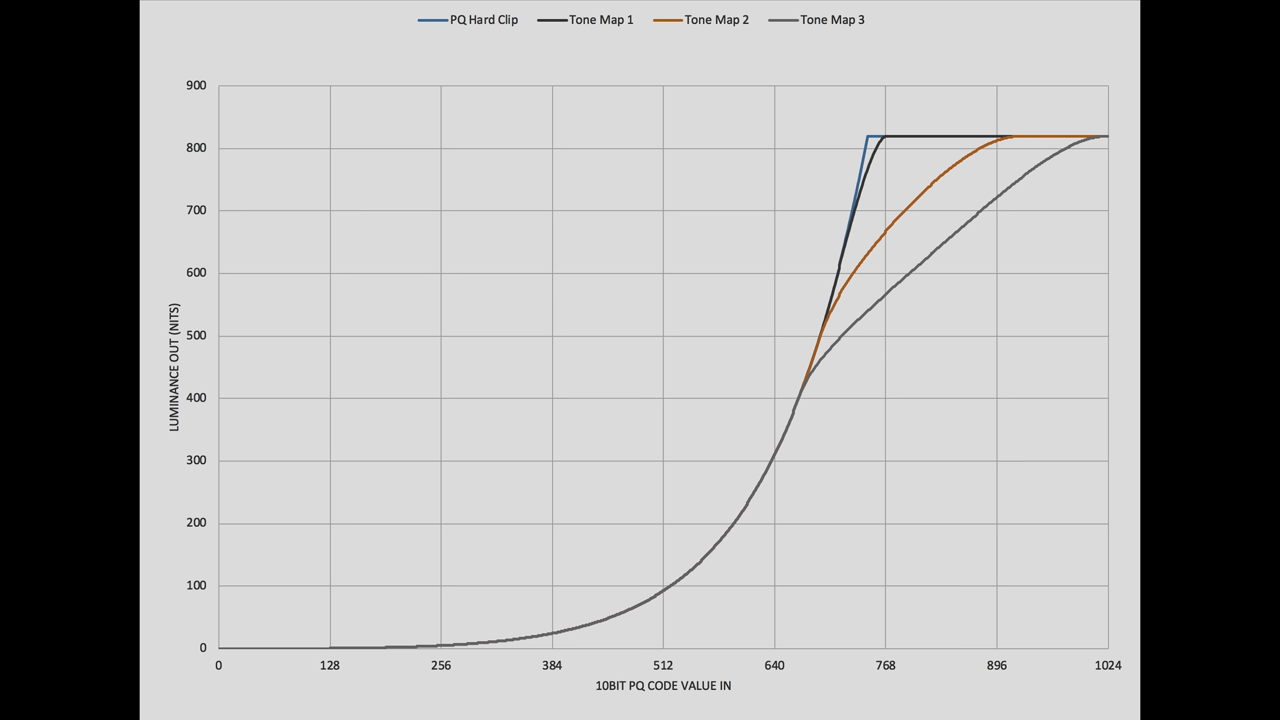 PQ Hard Clip Tone Map 1 Tone Map 2 Tone Map 3
900
800
700
600
500
400
300
200
100
0
LUMINANCE OUT (NITS)
0 128 256 384 512 640 768 896 1024
10BIT PQ CODE VALUE IN